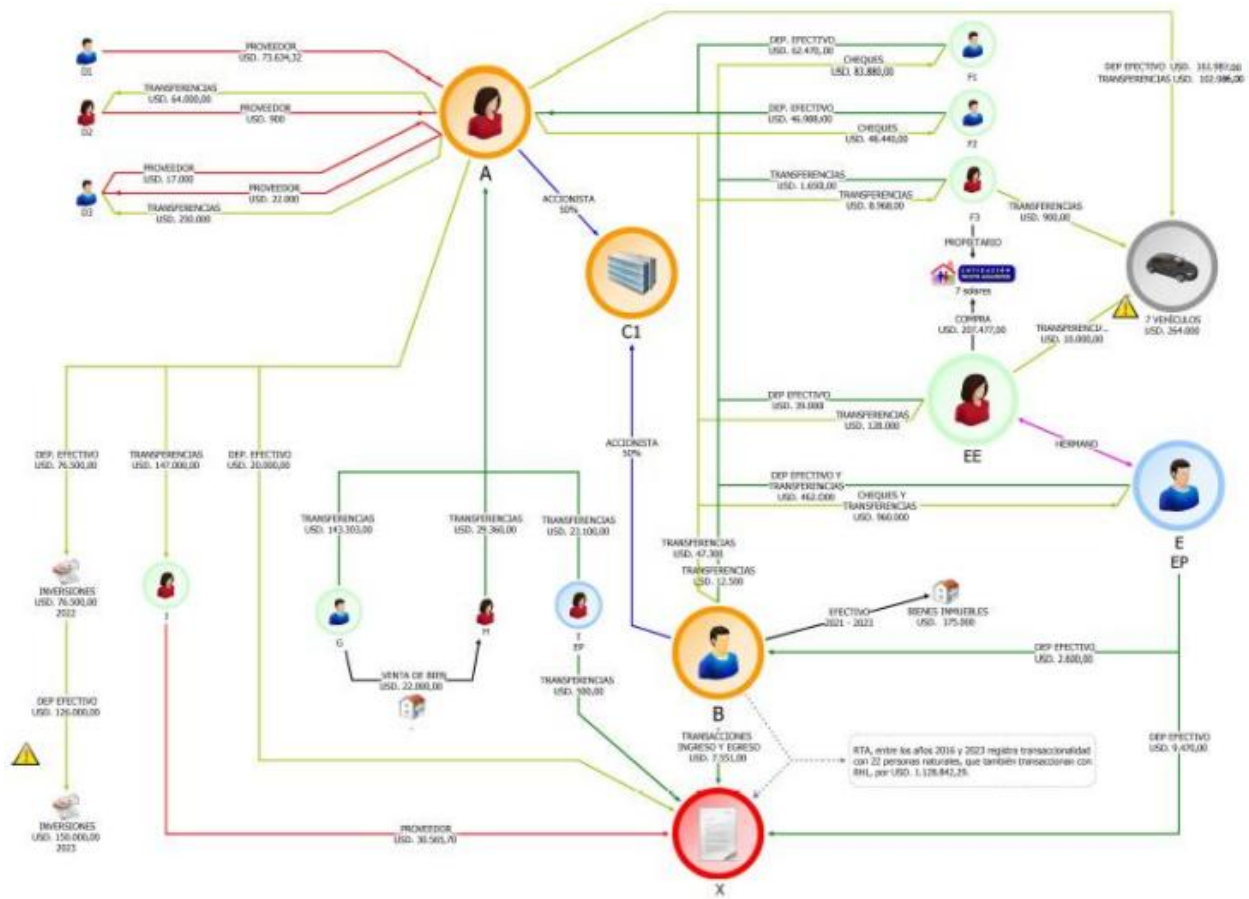 PROVEEDOR
USD. 73.634,32
D1
TRANSFERENCIAS
USD. 64.000,00
PROVEEDOR
USD. 900
D2
PROVEEDOR
USD. 17.000
PROVEEDOR
USD. 22.000
TRANSFERENCIAS
USD. 250.000
D3
A
ACCIONISTA
50%
C1
DEP. EFECTIVO
USD. 62.470,00
CHEQUES
USD. 83.880,00
F1
DEP. EFECTIVO
USD. 46.988,00
CHEQUES
USD. 48.440,00
F2
TRANSFERENCIAS
USD. 1.650,00
TRANSFERENCIAS
USD. 8.968,00
F3
DEP EFECTIVO USD.
TRANSFERENCIAS USD. 102.986,00
TRANSFERENCIAS
USD. 900,00
PROPIETARIO
7 solares
COMPRA
USD. 207.477,00
7 VEHÍCULOS
USD. 264.000
TRANSFERENCI...
USD. 10.000,00
DEP EFECTIVO
USD. 39.000
TRANSFERENCIAS
USD. 128.000
EE
HERMANO
DEP EFECTIVO Y
TRANSFERENCIAS
USD. 462.000
CHEQUES Y
TRANSFERENCIAS
USD. 960.000
E
EP
ACCIONISTA
50%
DEP. EFECTIVO
USD. 76.500,00
TRANSFERENCIAS
USD. 147.000,00
DEP. EFECTIVO
USD. 20.000,00
TRANSFERENCIAS
USD. 143.303,00
TRANSFERENCIAS
USD. 29.360,00
TRANSFERENCIAS
USD. 23.100,00
TRANSFERENCIAS
USD. 47.300
TRANSFERENCIAS
USD. 12.500
INVERSIONES
USD. 76.500,00
2022
J
G
H
I
EP
EFECTIVO
2021 - 2023
BIENES INMUEBLES
USD. 175.000
VENTA DE BIEN
USD. 22.000,00
TRANSFERENCIAS
USD. 500,00
DEP EFECTIVO
USD. 2.600,00
B
DEP EFECTIVO
USD. 126.000,00
TRANSACCIONES
INGRESO Y EGRESO
USD. 7.551,00
DEP EFECTIVO
USD. 9.470,00
RTA, entre los años 2016 y 2023 registra transaccionalidad
con 22 personas naturales, que también transaccionan con
RHL, por USD. 1.128.842,29.
INVERSIONES
USD. 150.000,00
2023
PROVEEDOR
USD. 30.565,70
X